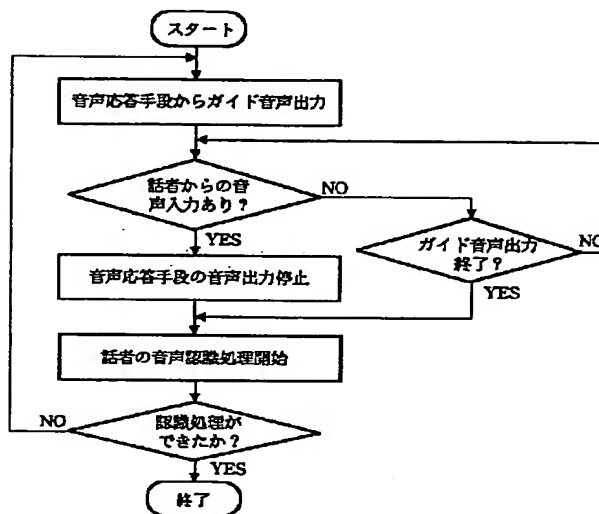 スタート
音声応答手段からガイド音声出力
話者からの音
声入力あり？
NO
YES
ガイド音声出力
終了？
NO
YES
音声応答手段の音声出力停止
話者の音声認識処理開始
認識処理が
できたか？
NO
YES
終了